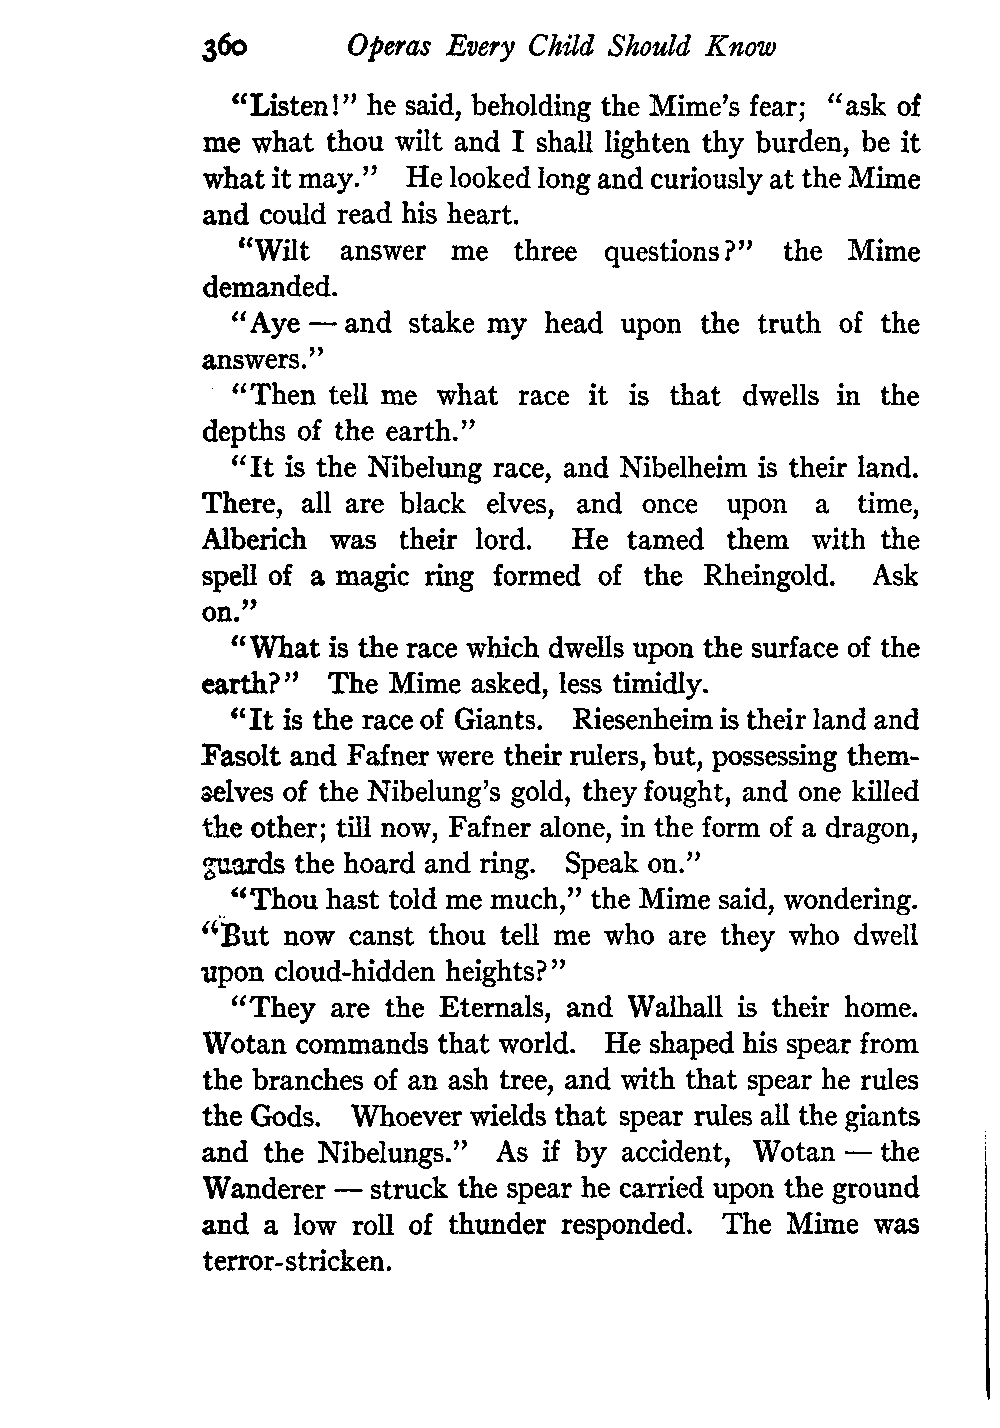 360 Operas Every Child Should Know
“Listen!” he said, beholding the Mime’s fear; “ask of
me what thou wilt and I shall lighten thy burden, be it
what it may.” He looked long and curiously at the Mime
and could read his heart.
“Wilt answer me three questions?” the Mime
demanded.
“Aye — and stake my head upon the truth of the
answers.”
“Then tell me what race it is that dwells in the
depths of the earth.”
“It is the Nibelung race, and Nibelheim is their land.
There, all are black elves, and once upon a time,
Alberich was their lord. He tamed them with the
spell of a magic ring formed of the Rheingold. Ask
on.”
“What is the race which dwells upon the surface of the
earth?” The Mime asked, less timidly.
“It is the race of Giants. Riesenheim is their land and
Fasolt and Fafner were their rulers, but, possessing them-
selves of the Nibelung’s gold, they fought, and one killed
the other; till now, Fafner alone, in the form of a dragon,
guards the hoard and ring. Speak on.”
“Thou hast told me much,” the Mime said, wondering.
“But now canst thou tell me who are they who dwell
upon cloud-hidden heights?”
“They are the Eternals, and Walhall is their home.
Wotan commands that world. He shaped his spear from
the branches of an ash tree, and with that spear he rules
the Gods. Whoever wields that spear rules all the giants
and the Nibelungs.” As if by accident, Wotan — the
Wanderer — struck the spear he carried upon the ground
and a low roll of thunder responded. The Mime was
terror-stricken.